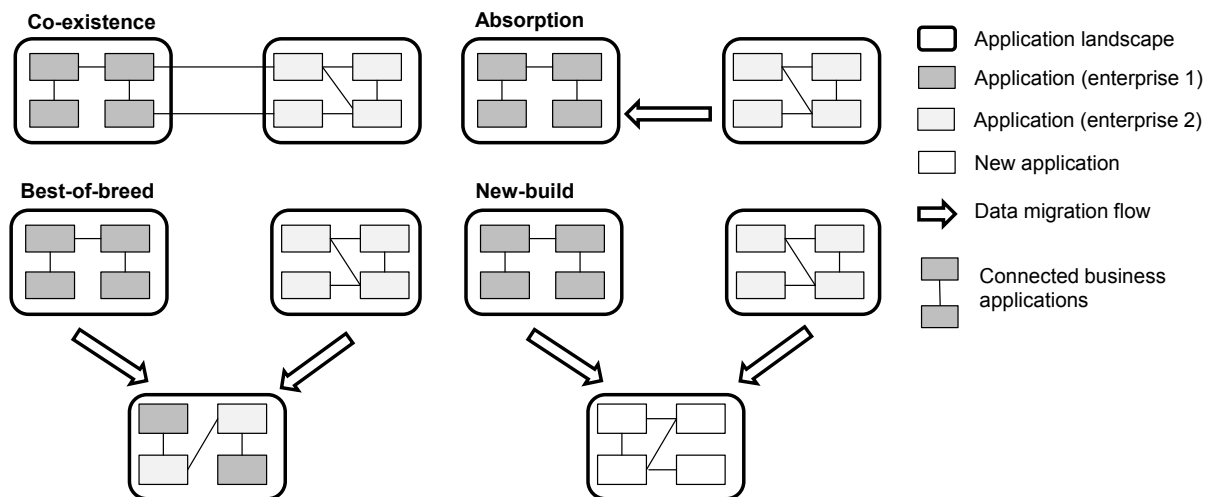 Co-existence
Absorption
Best-of-breed
New-build
Application landscape
Application (enterprise 1)
Application (enterprise 2)
New application
Data migration flow
Connected business
applications